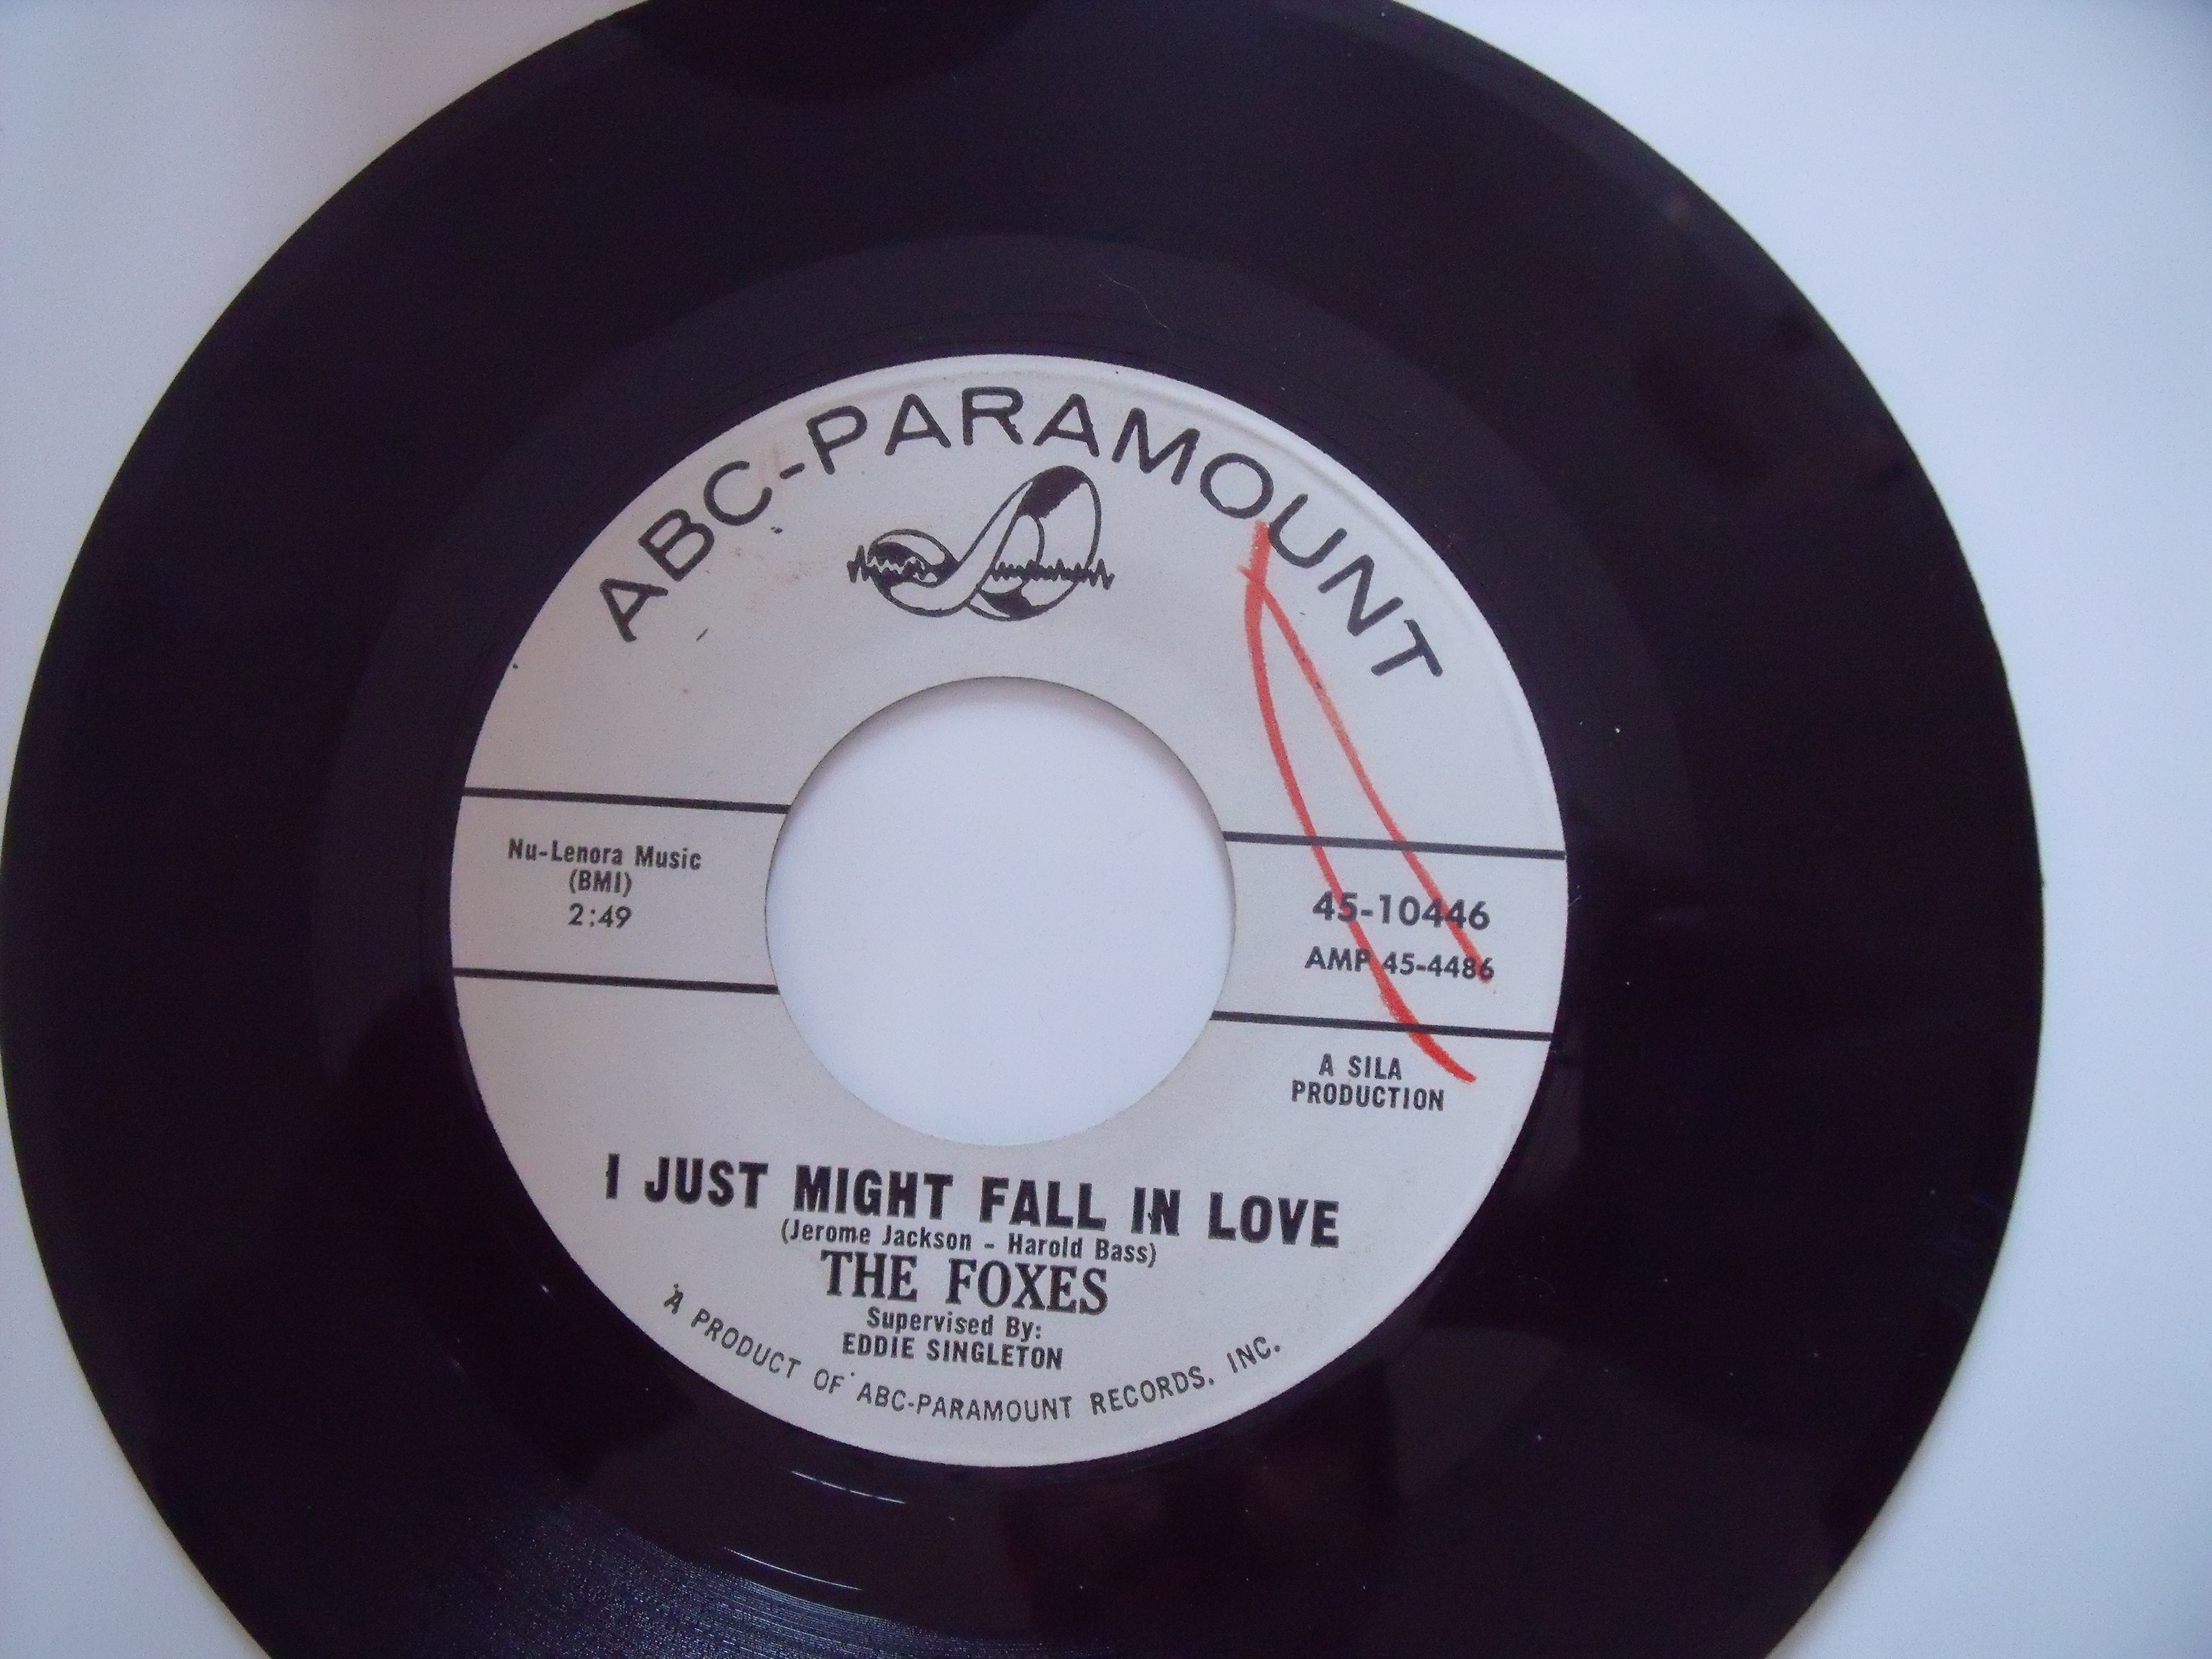 ABC-PARAMOUNT
Nu-Lenora Music
(BMI)
2:49
45-10446
AMP 45-4486
A SILA
PRODUCTION
I JUST MIGHT FALL IN LOVE
(Jerome Jackson - Harold Bass)
THE FOXES
Supervised By:
EDDIE SINGLETON
A PRODUCT OF ABC-PARAMOUNT RECORDS, INC.